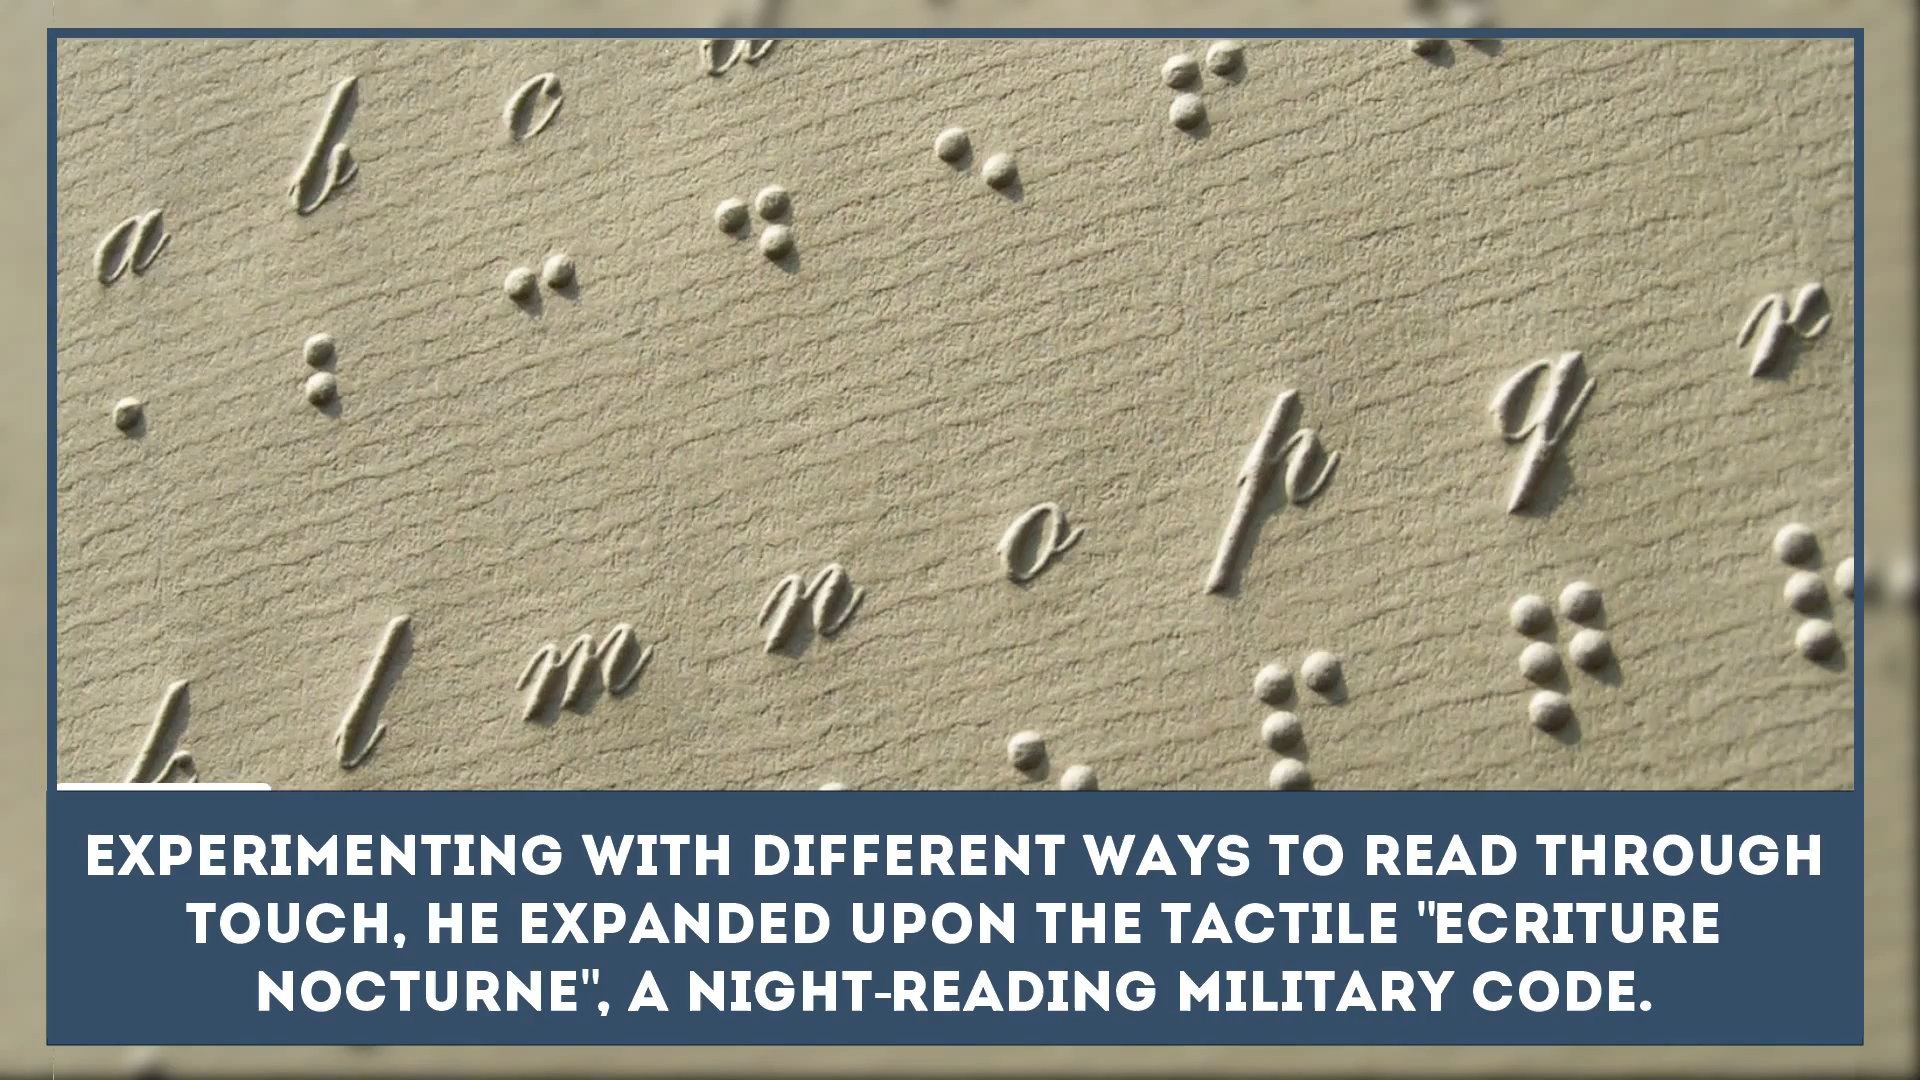 a b c d
k l m n o p q r
EXPERIMENTING WITH DIFFERENT WAYS TO READ THROUGH
TOUCH, HE EXPANDED UPON THE TACTILE "ECRITURE
NOCTURNE", A NIGHT-READING MILITARY CODE.